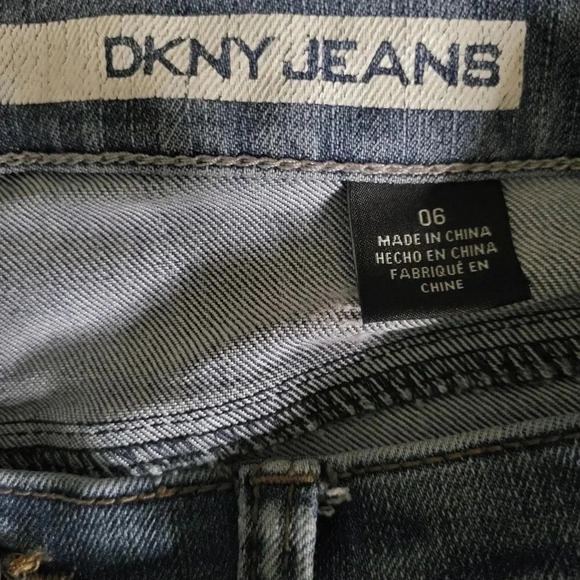 DKNY JEANS
06
MADE IN CHINA
HECHO EN CHINA
FABRIQUÉ EN
CHINE